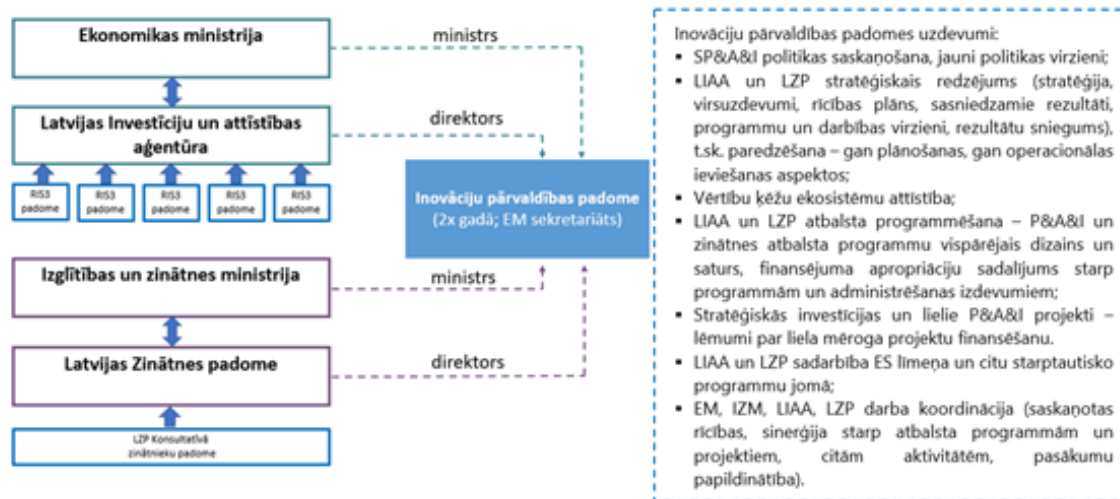 Ekonomikas ministrija
ministrs
Latvijas Investīciju un attīstības
aģentūra
direktors
RIS3
padome
RIS3
padome
RIS3
padome
RIS3
padome
RIS3
padome
Inovāciju pārvaldības padome
(2x gadā; EM sekretariāts)
Izglītības un zinātnes ministrija
ministrs
Latvijas Zinātnes padome
direktors
LZP Konsultatīvā
zinātnieku padome
Inovāciju pārvaldības padomes uzdevumi:
▪ SP&A&I politikas saskaņošana, jauni politikas virzieni;
▪ LIAA un LZP stratēģiskais redzējums (stratēģija,
virsuzdevumi, rīcības plāns, sasniedzamie rezultāti,
programmu un darbības virzieni, rezultātu sniegums),
t.sk. paredzēšana – gan plānošanas, gan operacionālas
ieviešanas aspektos;
▪ Vērtību ķēžu ekosistēmu attīstība;
▪ LIAA un LZP atbalsta programmēšana – P&A&I un
zinātnes atbalsta programmu vispārējais dizains un
saturs, finansējuma apropriāciju sadalījums starp
programmām un administrēšanas izdevumiem;
▪ Stratēģiskās investīcijas un lielie P&A&I projekti –
lēmumi par liela mēroga projektu finansēšanu.
▪ LIAA un LZP sadarbība ES līmeņa un citu starptautisko
programmu jomā;
▪ EM, IZM, LIAA, LZP darba koordinācija (saskaņotas
rīcības, sinerģija starp atbalsta programmām un
projektiem, citām aktivitātēm, pasākumu
papildinātība).